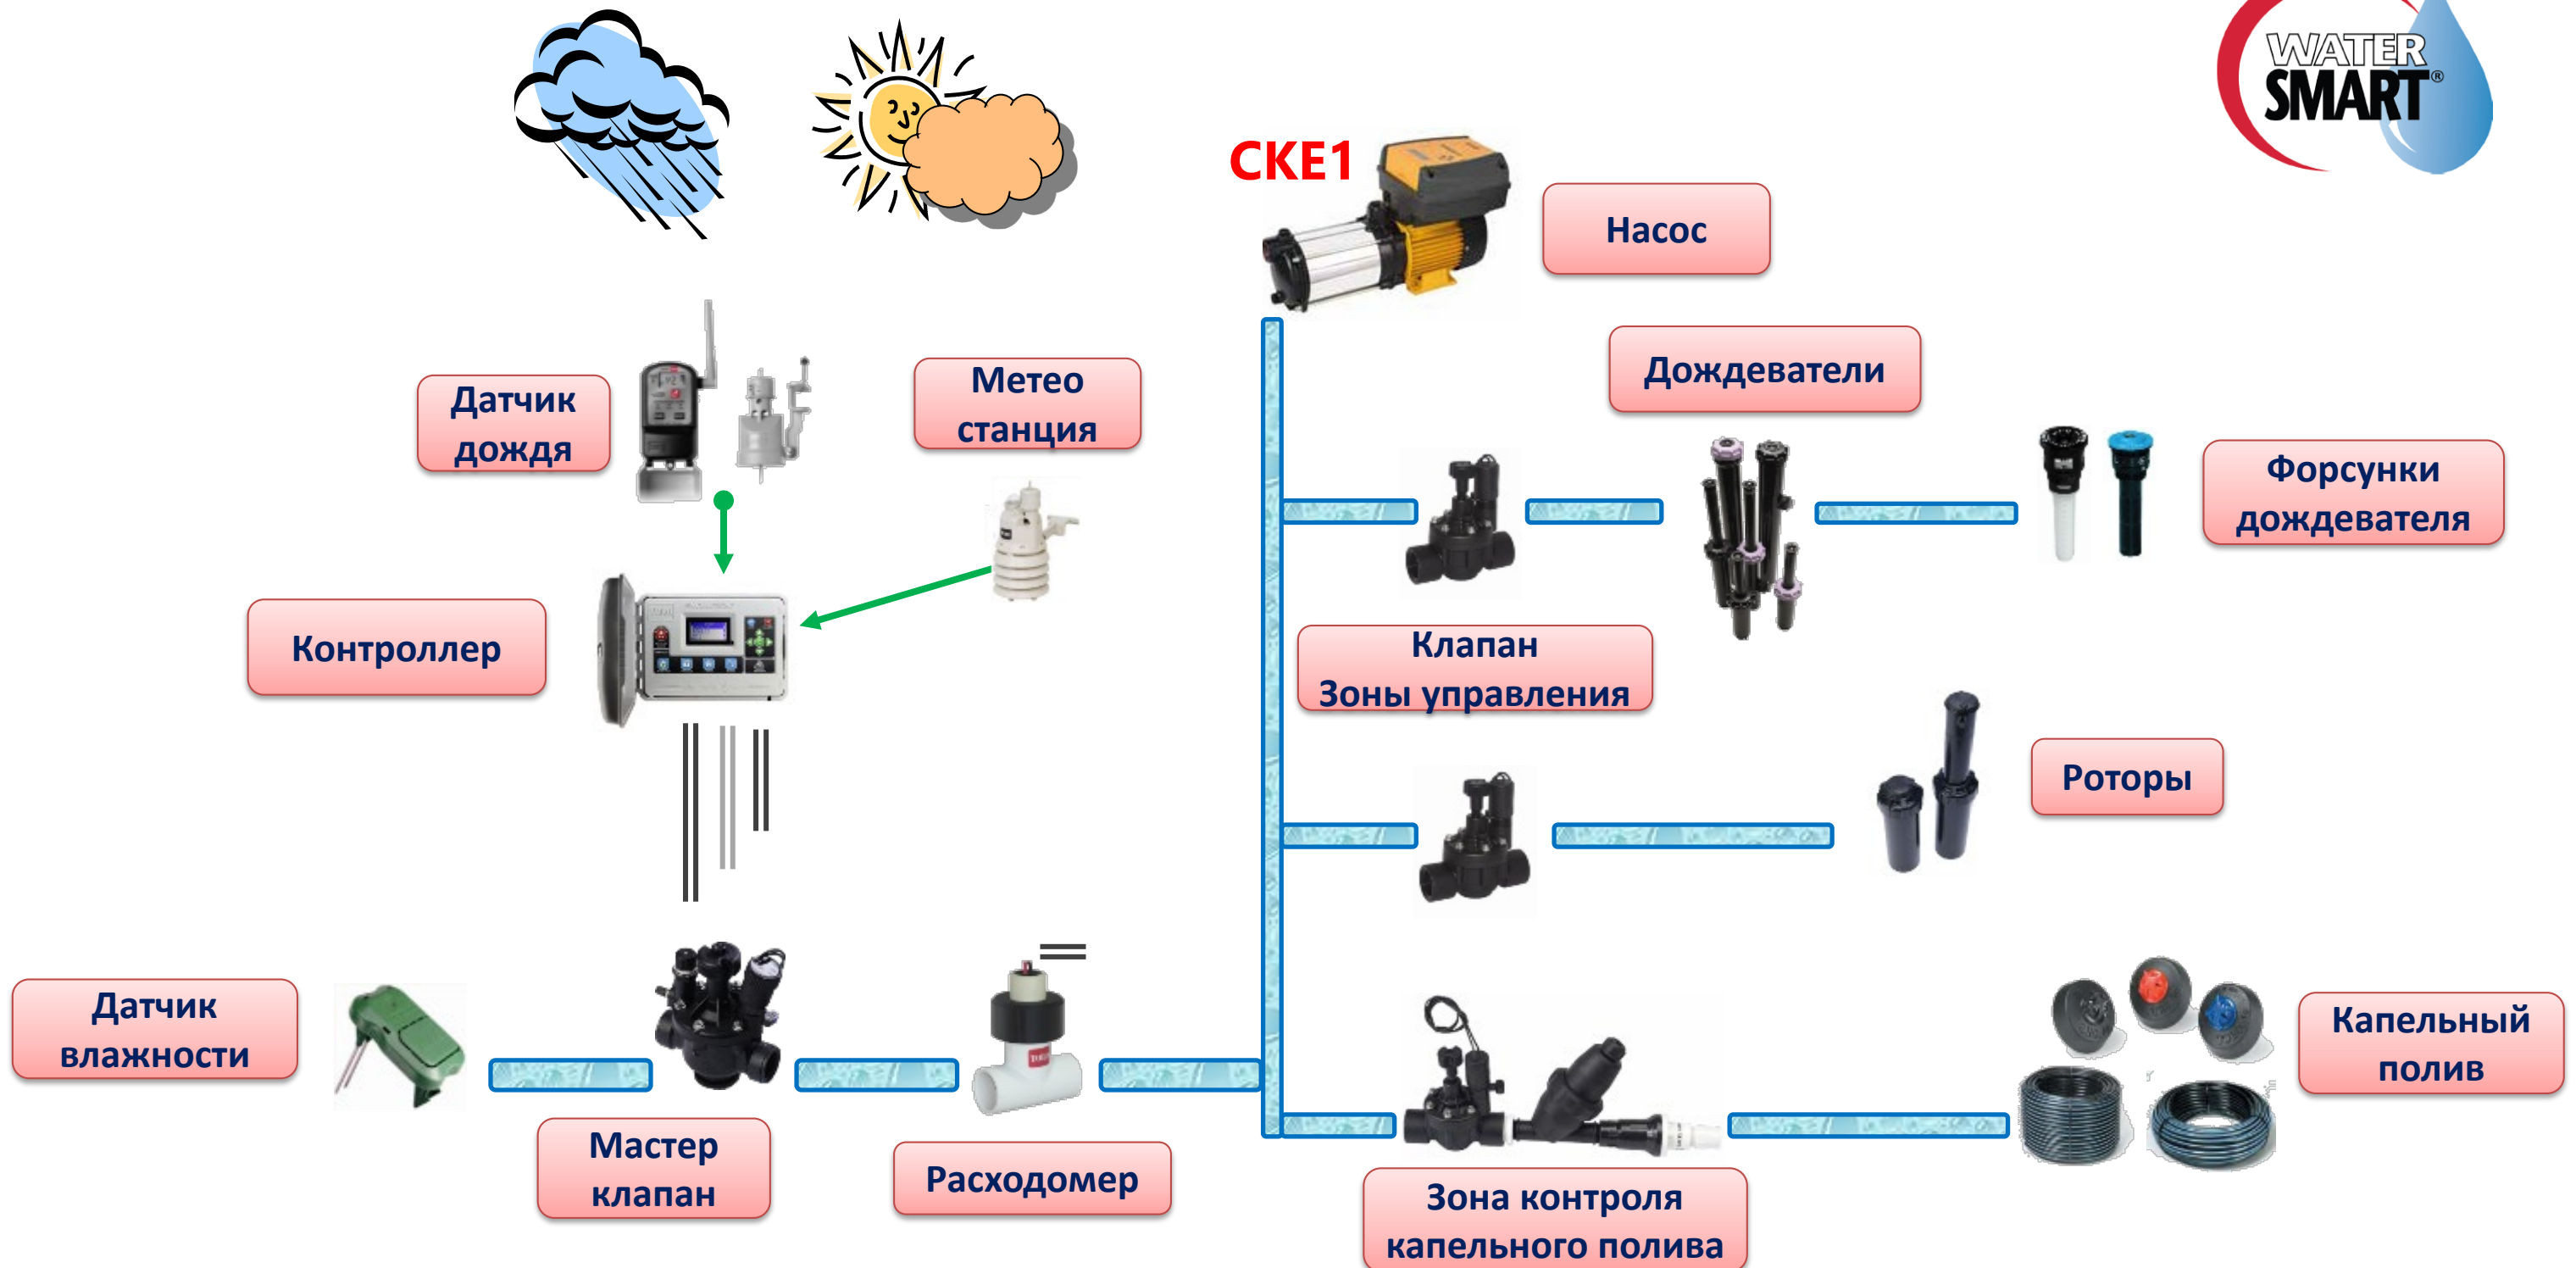 WATER
SMART®
CKE1
Насос
Дождеватели
Датчик
дождя
Метео
станция
Форсунки
дождевателя
Контроллер
Клапан
Зоны управления
Роторы
Датчик
влажности
Капельный
полив
Мастер
клапан
Расходомер
TORO
Зона контроля
капельного полива